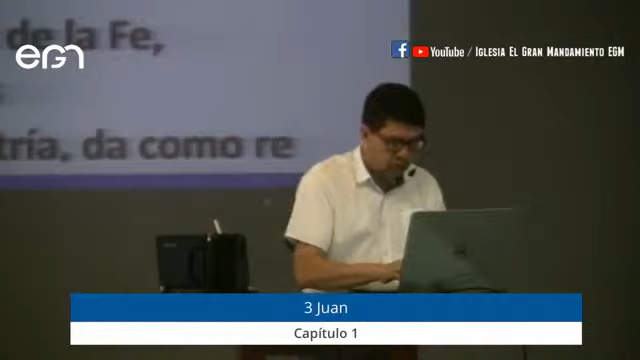 de la Fe,
EGM
YouTube / Iglesia El Gran Mandamiento EGM
tría, da como re
3 Juan
Capítulo 1